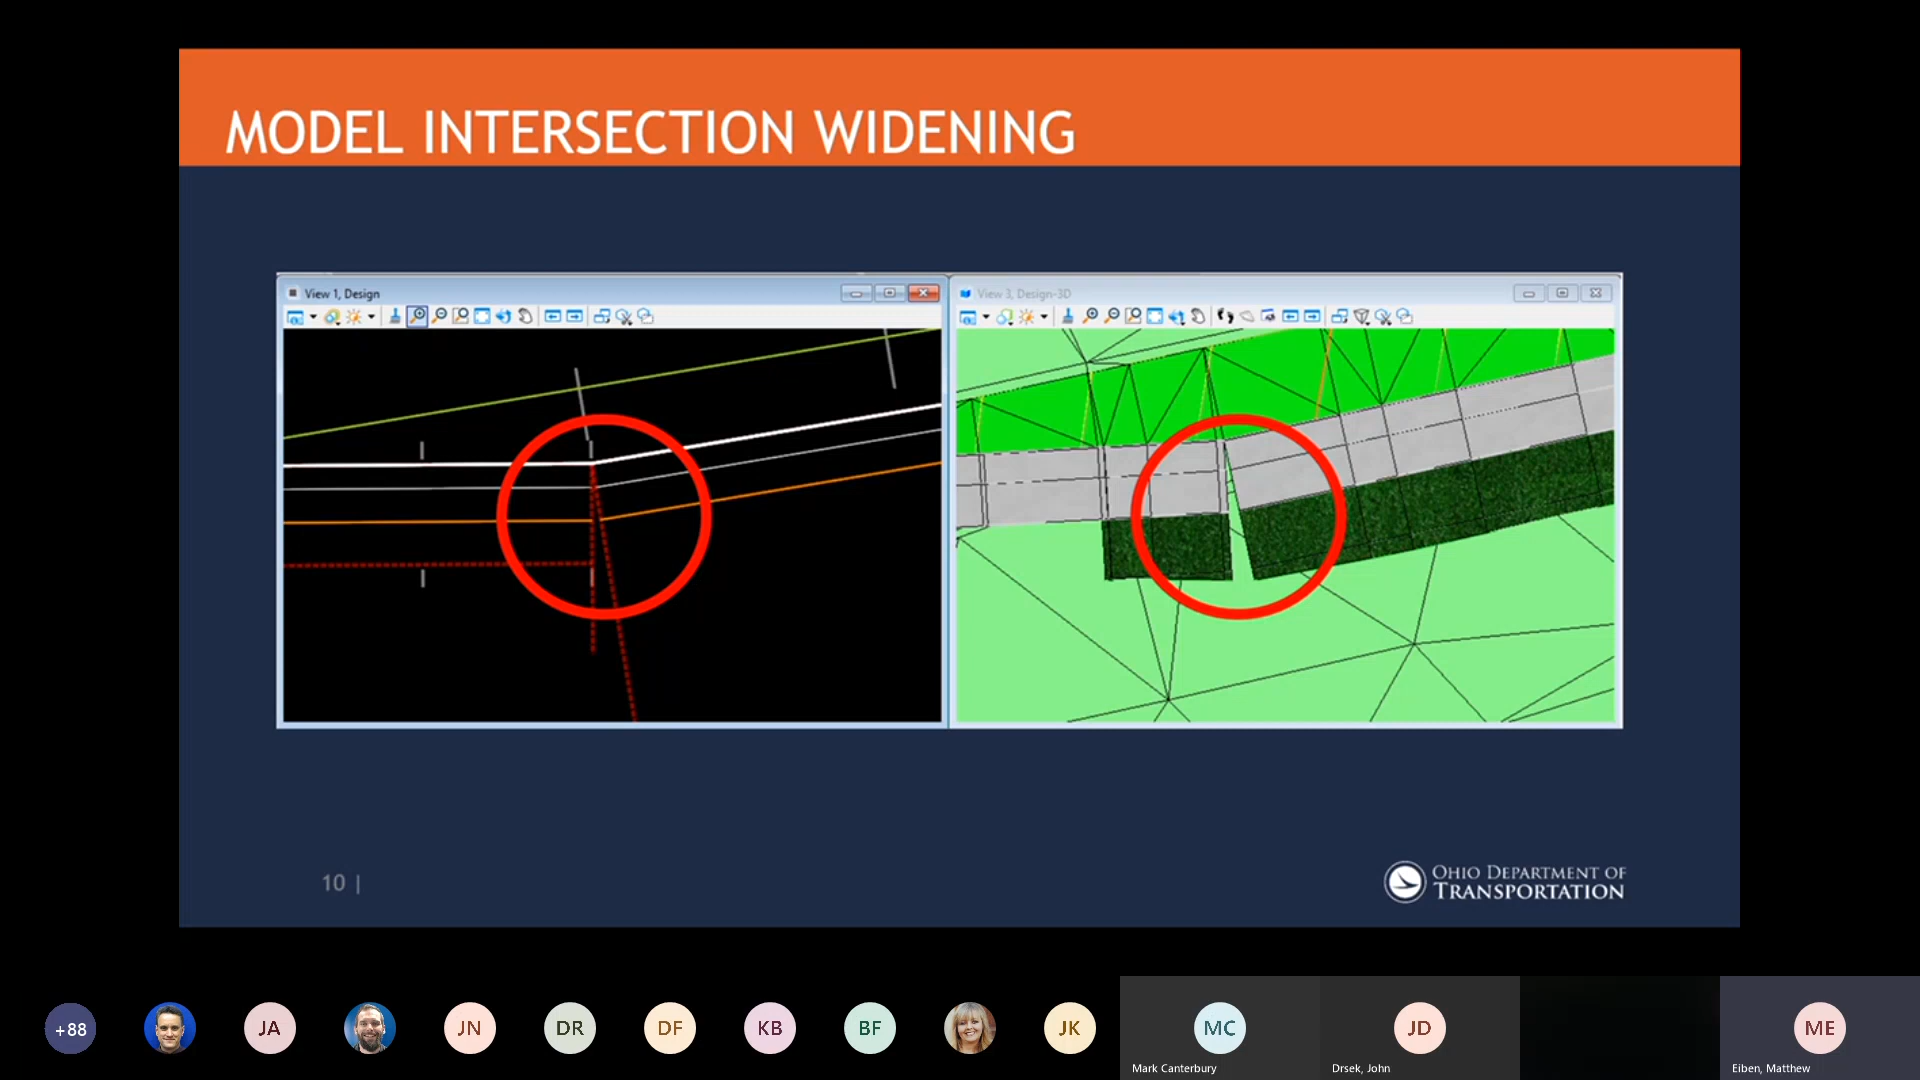 MODEL INTERSECTION WIDENING
View 1, Design
View 3, Design-3D
10 |
OHIO DEPARTMENT OF
TRANSPORTATION
+88
JA
JN
DR
DF
KB
BF
JK
MC
JD
ME
Mark Canterbury
Drsek, John
Eiben, Matthew